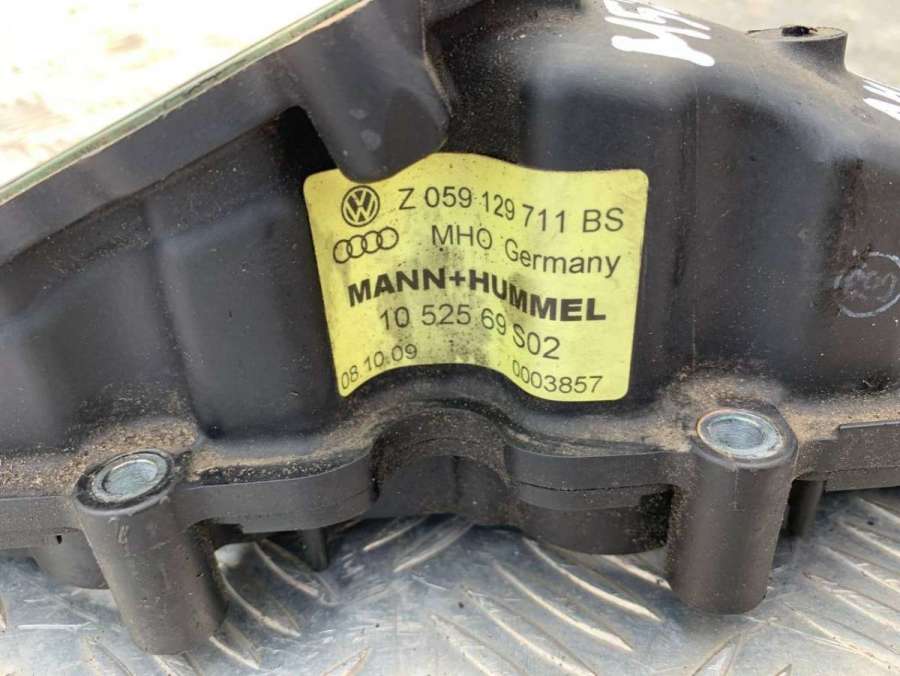 Z 059 129 711 BS
MHO Germany
MANN+HUMMEL
10 525 69 S02
08.10.09 0003857